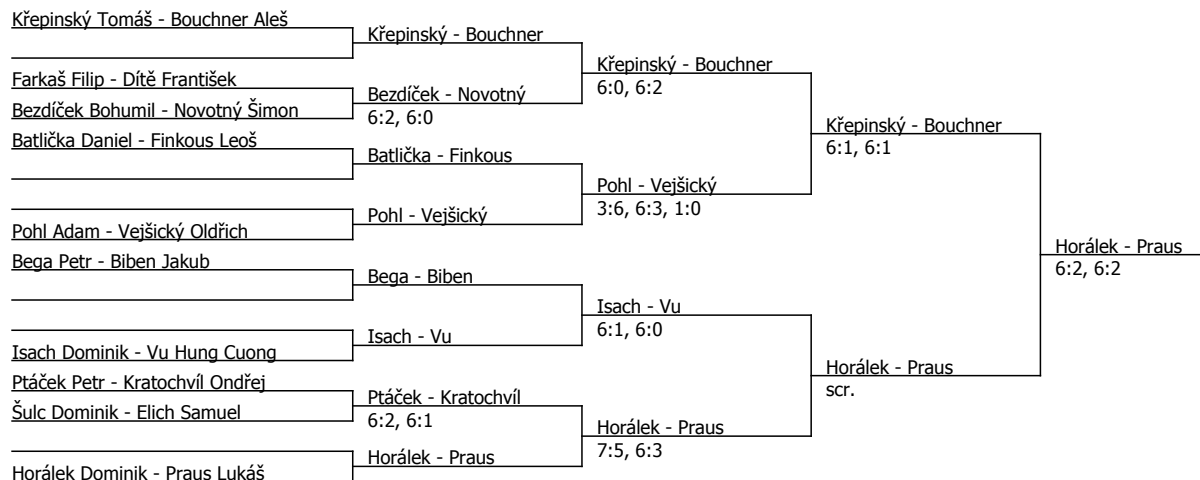 Křepinský Tomáš - Bouchner Aleš
Křepinský - Bouchner
Křepinský - Bouchner
6:0, 6:2
Farkaš Filip - Dítě František
Bezdíček - Novotný
6:2, 6:0
Bezdíček Bohumil - Novotný Šimon
Křepinský - Bouchner
6:1, 6:1
Batlička Daniel - Finkous Leoš
Batlička - Finkous
Pohl - Vejšický
3:6, 6:3, 1:0
Pohl - Vejšický
Pohl Adam - Vejšický Oldřich
Horálek - Praus
6:2, 6:2
Bega Petr - Biben Jakub
Bega - Biben
Isach - Vu
6:1, 6:0
Isach - Vu
Isach Dominik - Vu Hung Cuong
Horálek - Praus
scr.
Ptáček Petr - Kratochvíl Ondřej
Ptáček - Kratochvíl
6:2, 6:1
Šulc Dominik - Elich Samuel
Horálek - Praus
7:5, 6:3
Horálek - Praus
Horálek Dominik - Praus Lukáš